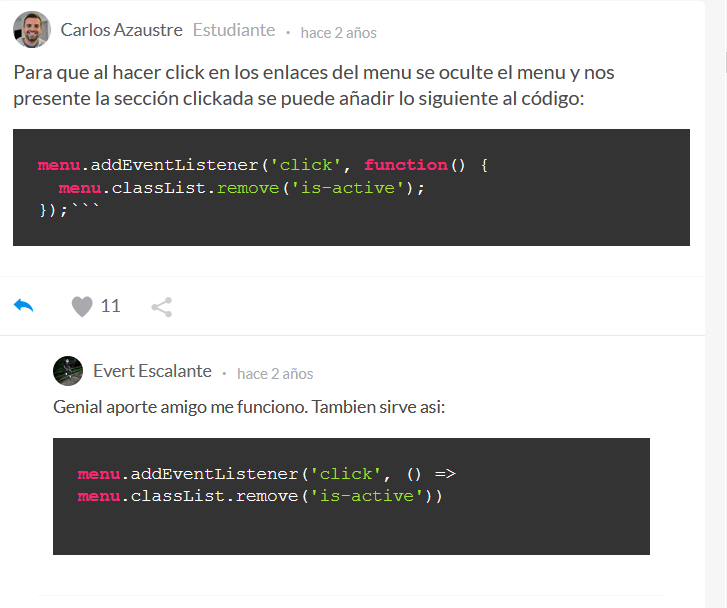 Carlos Azaustre Estudiante · hace 2 años
Para que al hacer click en los enlaces del menu se oculte el menu y nos
presente la sección clickada se puede añadir lo siguiente al código:
menu.addEventListener('click', function() {
  menu.classList.remove('is-active');
});```
11
Evert Escalante · hace 2 años
Genial aporte amigo me funciono. Tambien sirve asi:
menu.addEventListener('click', () =>
menu.classList.remove('is-active'))